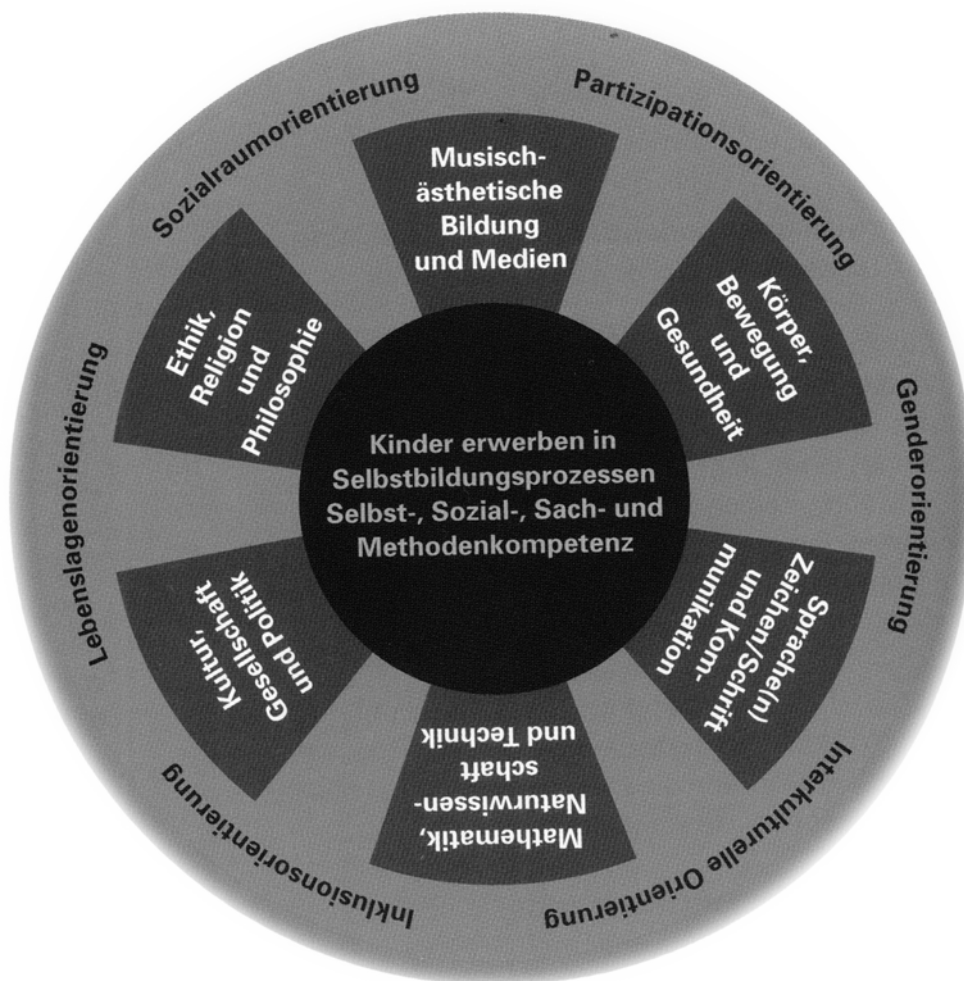 Partizipationsorientierung
Genderorientierung
Interkulturelle Orientierung
Inklusionsorientierung
Lebenslagenorientierung
Sozialraumorientierung
Musisch-
ästhetische
Bildung
und Medien
Körper,
Bewegung
und
Gesundheit
Sprache(n)
Zeichen/Schrift
und Kom-
munikation
Mathematik,
Naturwissen-
schaft
und Technik
Kultur,
Gesellschaft
und Politik
Ethik,
Religion
und
Philosophie
Kinder erwerben in
Selbstbildungsprozessen
Selbst-, Sozial-, Sach- und
Methodenkompetenz